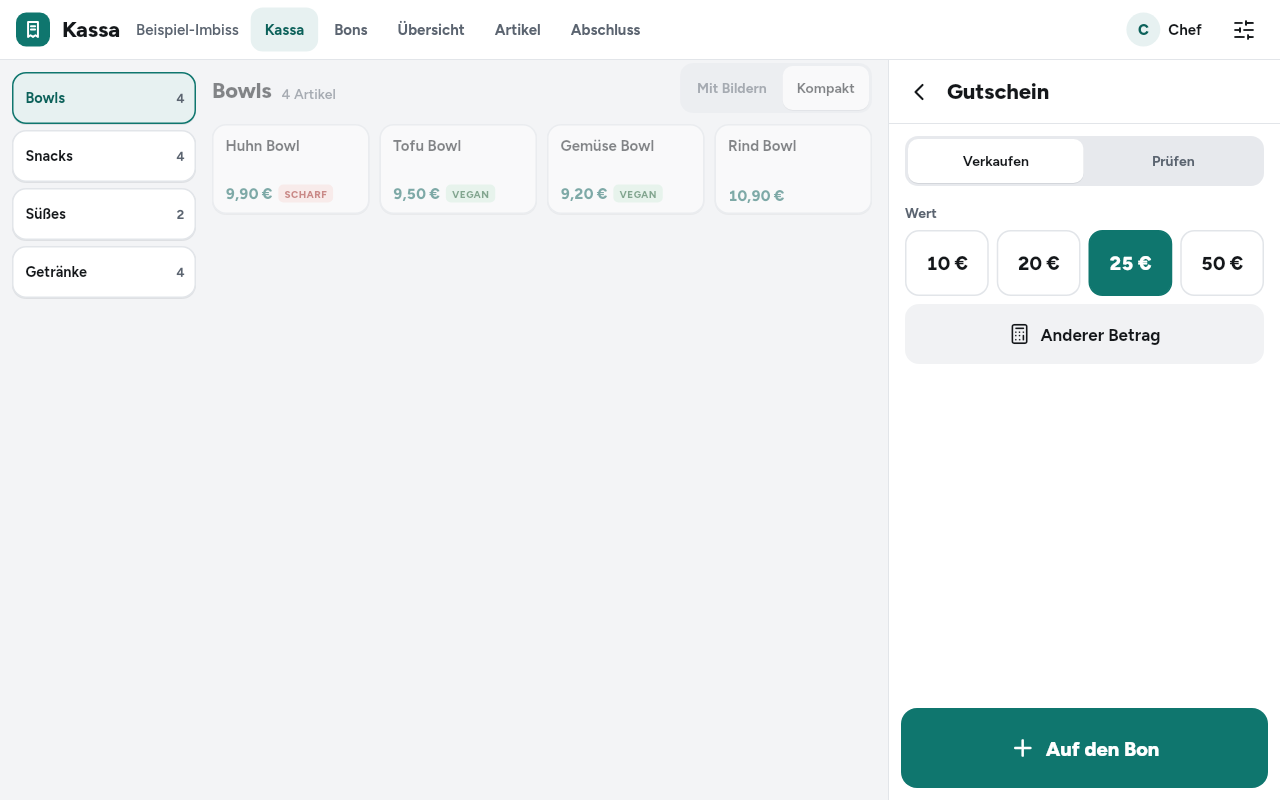 Kassa
Beispiel-Imbiss
Kassa
Bons
Übersicht
Artikel
Abschluss
C
Chef
Bowls 4
Snacks 4
Süßes 2
Getränke 4
Bowls 4 Artikel
Mit Bildern
Kompakt
Huhn Bowl
9,90 € SCHARF
Tofu Bowl
9,50 € VEGAN
Gemüse Bowl
9,20 € VEGAN
Rind Bowl
10,90 €
Gutschein
Verkaufen
Prüfen
Wert
10 €
20 €
25 €
50 €
Anderer Betrag
Auf den Bon